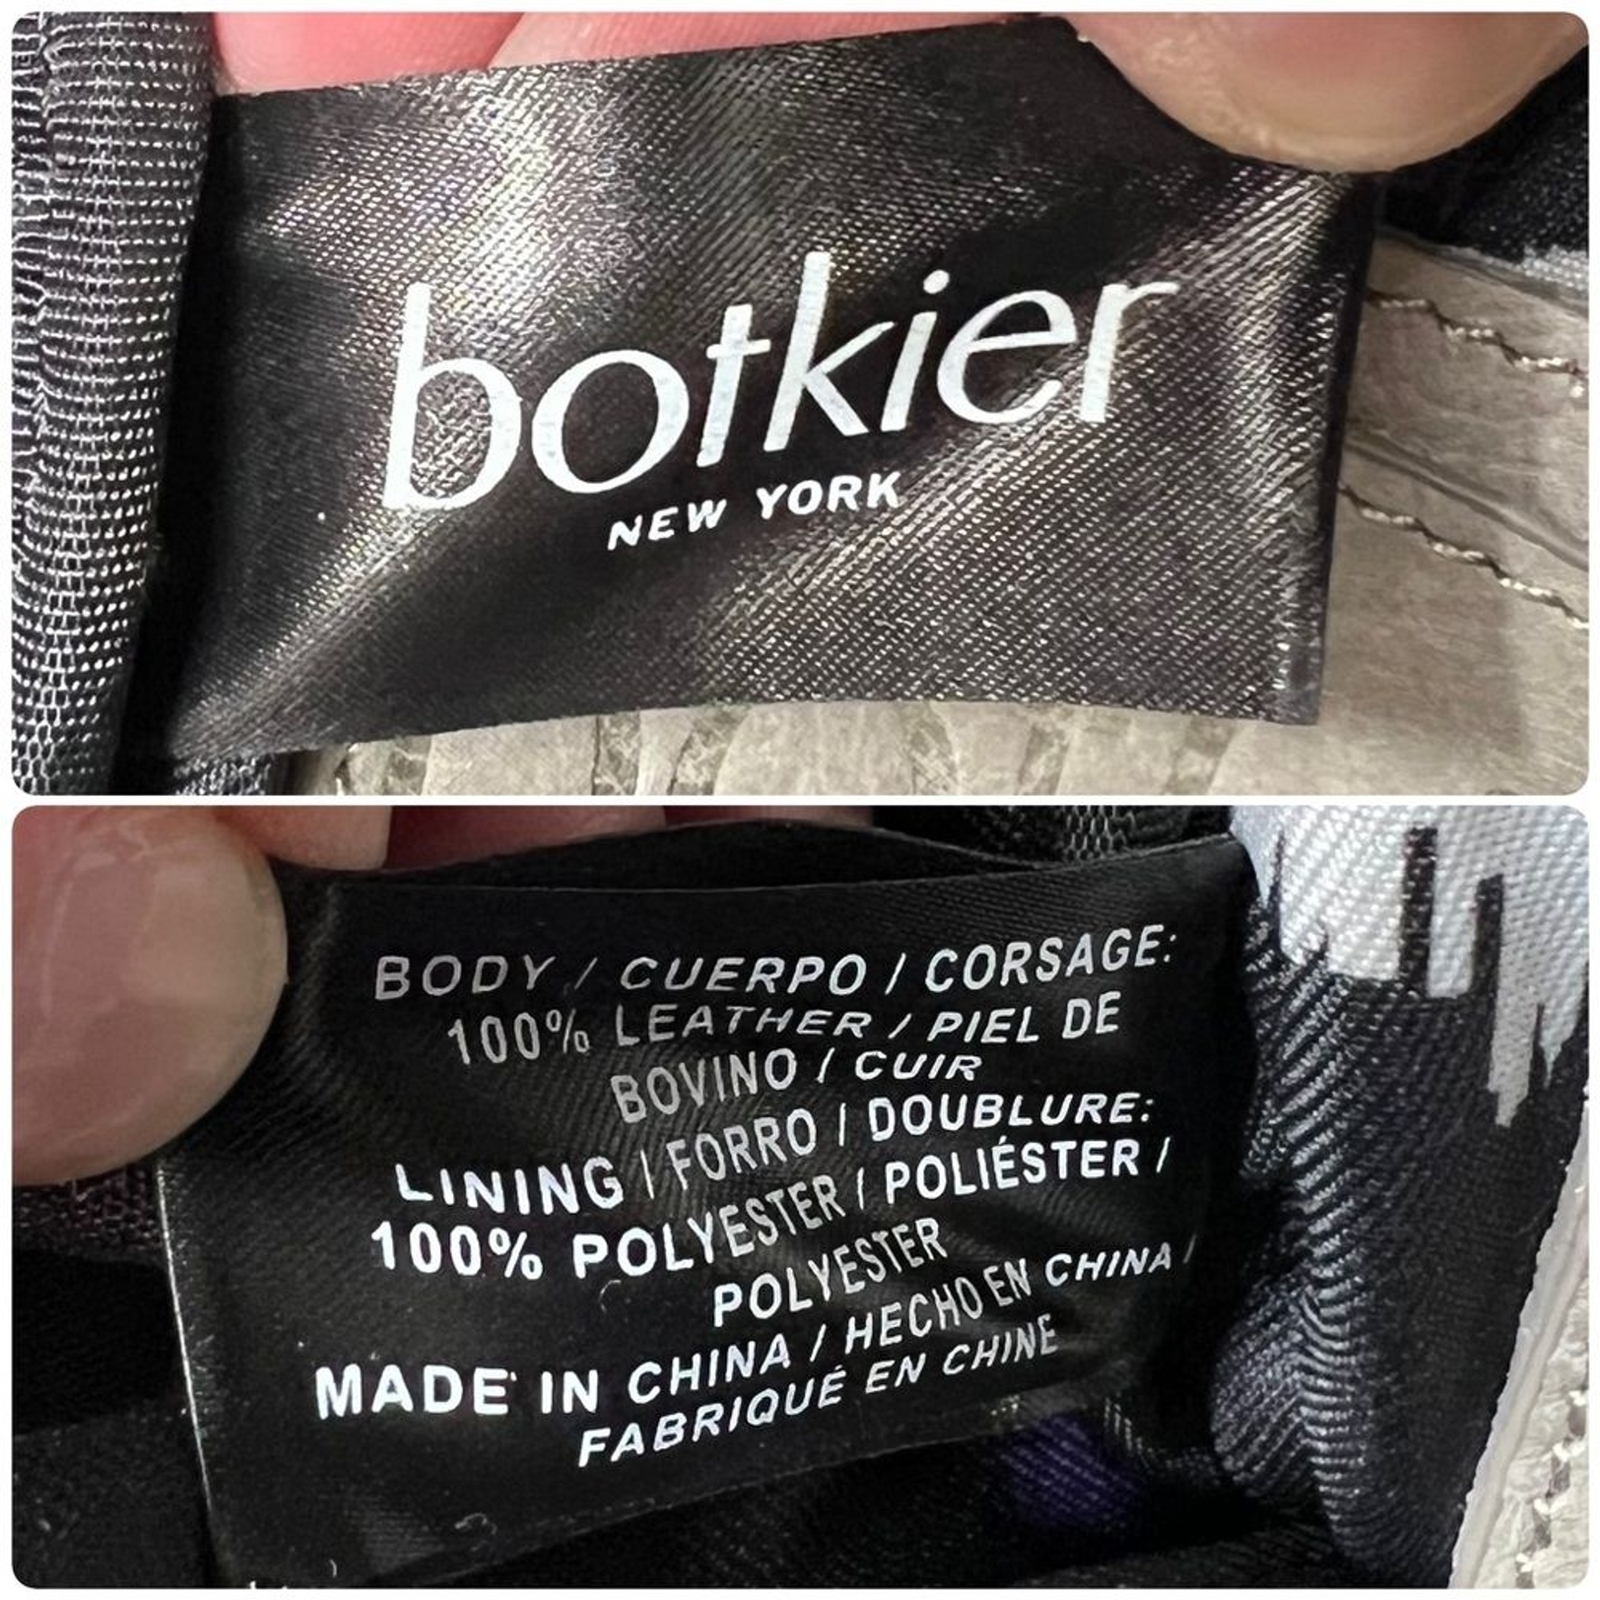 botkier
NEW YORK
BODY / CUERPO / CORSAGE:
100% LEATHER / PIEL DE
BOVINO / CUIR
LINING / FORRO / DOUBLURE:
100% POLYESTER / POLIÉSTER /
POLYESTER
MADE IN CHINA / HECHO EN CHINA /
FABRIQUÉ EN CHINE